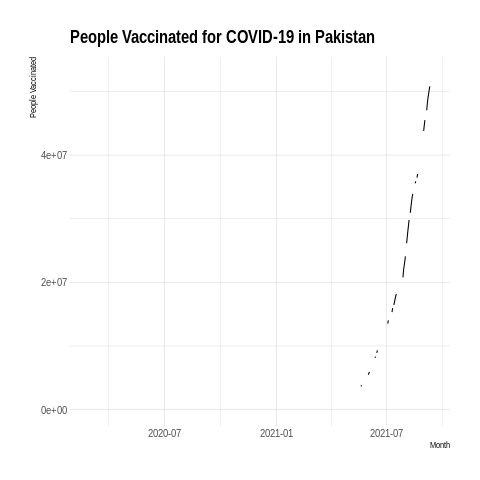 People Vaccinated for COVID-19 in Pakistan
People Vaccinated
4e+07
2e+07
0e+00
2020-07 2021-01 2021-07
Month